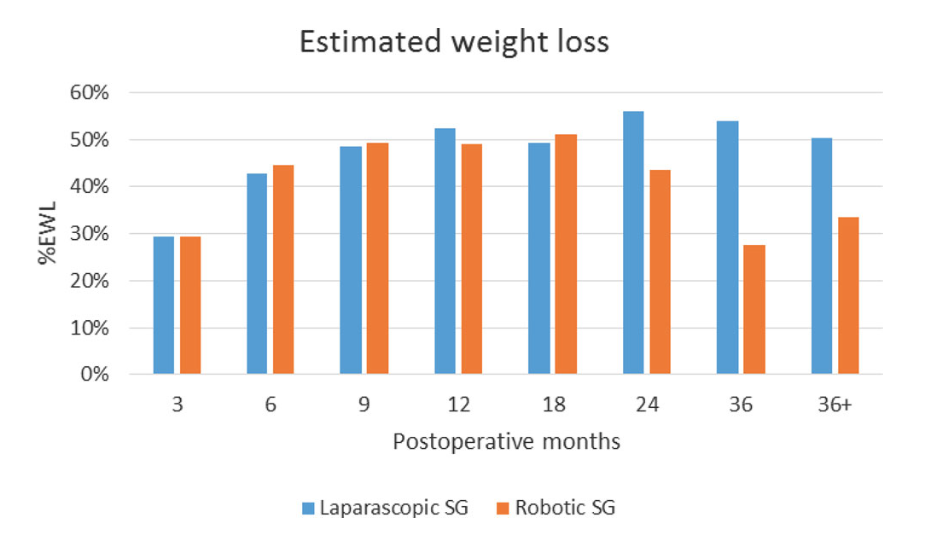 Estimated weight loss
60%
50%
40%
30%
20%
10%
0%
%EWL
3 6 9 12 18 24 36 36+
Postoperative months
Laparascopic SG Robotic SG